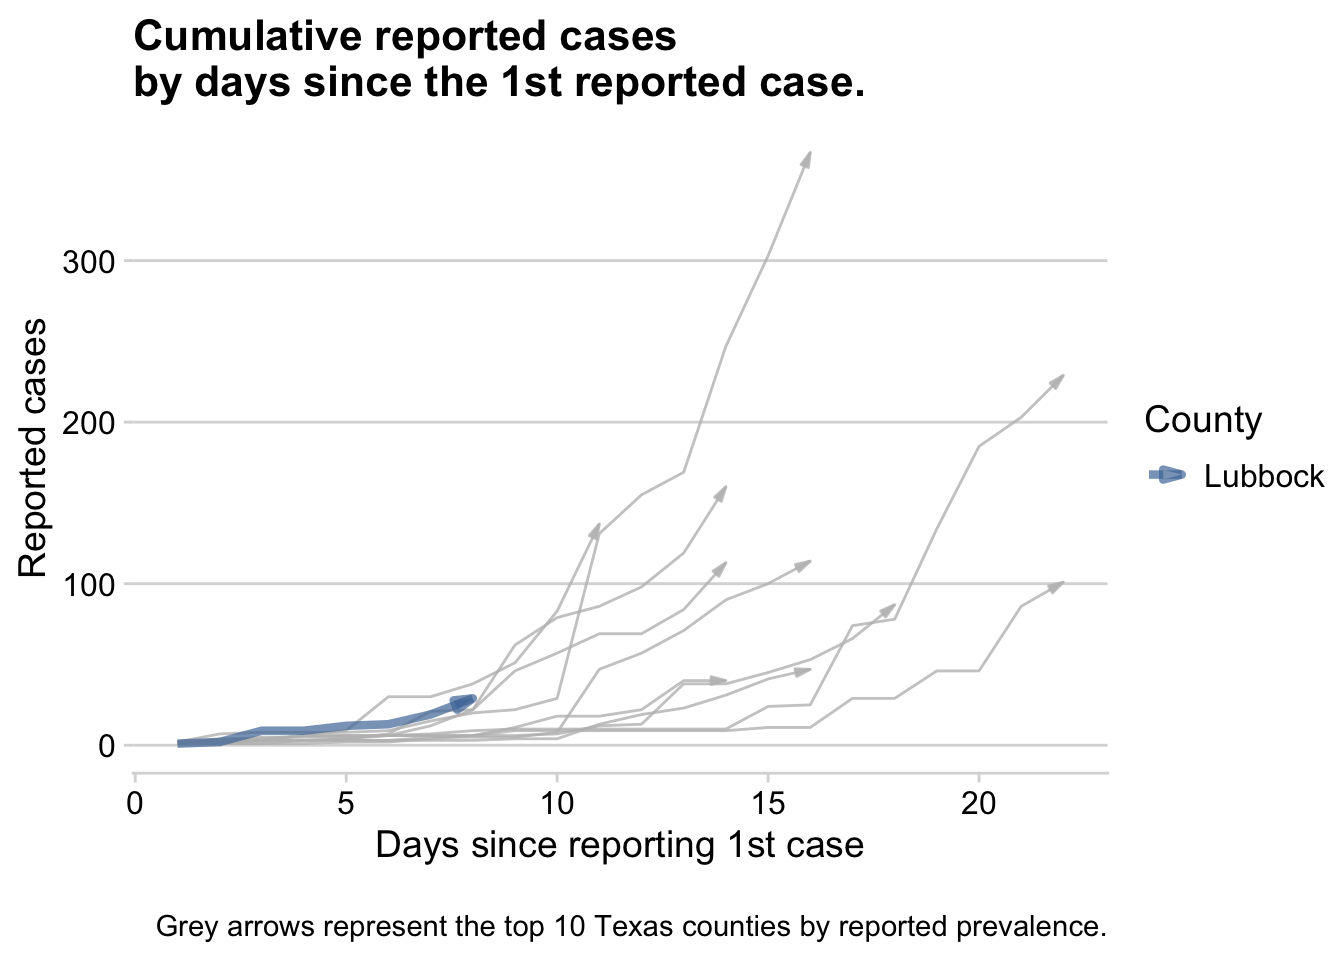 Cumulative reported cases
by days since the 1st reported case.
300
200
100
0
Reported cases
0 5 10 15 20
Days since reporting 1st case
County
Lubbock
Grey arrows represent the top 10 Texas counties by reported prevalence.